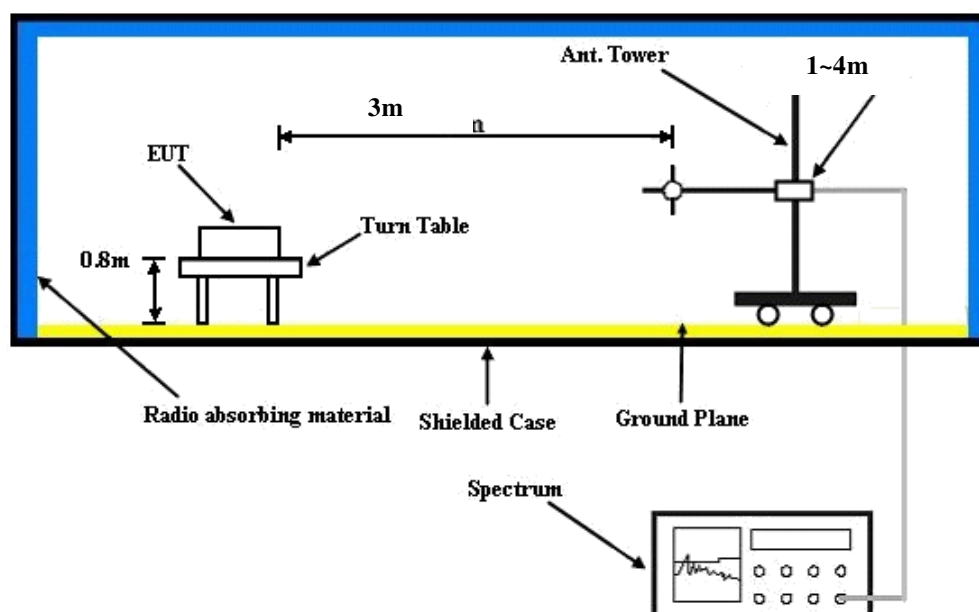 Ant. Tower
1~4m
3m
n
EUT
Turn Table
0.8m
Radio absorbing material
Shielded Case
Ground Plane
Spectrum